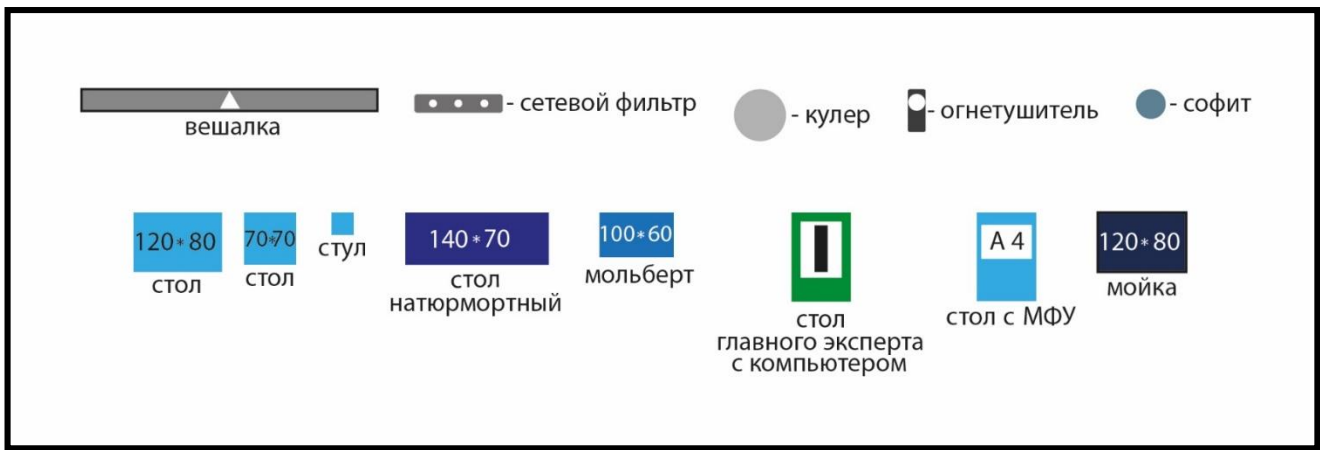 вешалка
- сетевой фильтр
- кулер
- огнетушитель
- софит
120*80
стол
70*70
стол
стул
140*70
стол
натюрмортный
100*60
мольберт
стол
главного эксперта
с компьютером
А 4
стол с МФУ
120*80
мойка